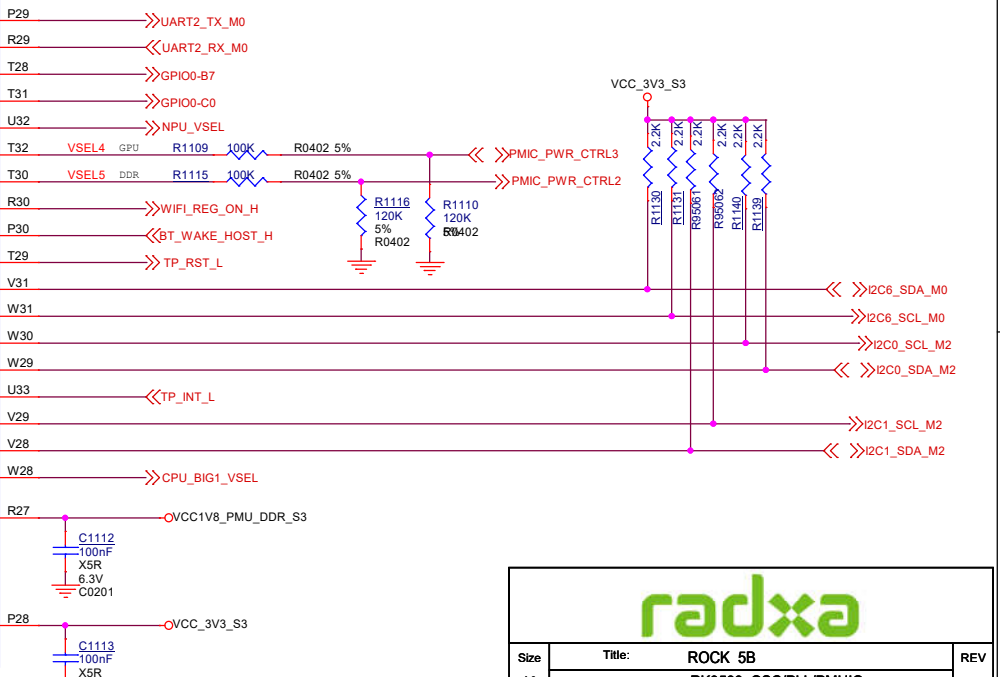 P29 UART2_TX_M0
R29 UART2_RX_M0
T28 GPIO0-B7
T31 GPIO0-C0
U32 NPU_VSEL
VCC_3V3_S3
T32 VSEL4 GPU R1109 100K R0402 5% PMIC_PWR_CTRL3
T30 VSEL5 DDR R1115 100K R0402 5% PMIC_PWR_CTRL2
2.2K 2.2K 2.2K 2.2K 2.2K 2.2K
R1130 R1131 R95061 R95062 R1140 R1139
R1116
120K
5%
R0402
R1110
120K
5%
R0402
R30 WIFI_REG_ON_H
P30 BT_WAKE_HOST_H
T29 TP_RST_L
V31 I2C6_SDA_M0
W31 I2C6_SCL_M0
W30 I2C0_SCL_M2
W29 I2C0_SDA_M2
U33 TP_INT_L
V29 I2C1_SCL_M2
V28 I2C1_SDA_M2
W28 CPU_BIG1_VSEL
R27 VCC1V8_PMU_DDR_S3
C1112
100nF
X5R
6.3V
C0201
P28 VCC_3V3_S3
C1113
100nF
X5R
radxa
Size Title: ROCK 5B REV